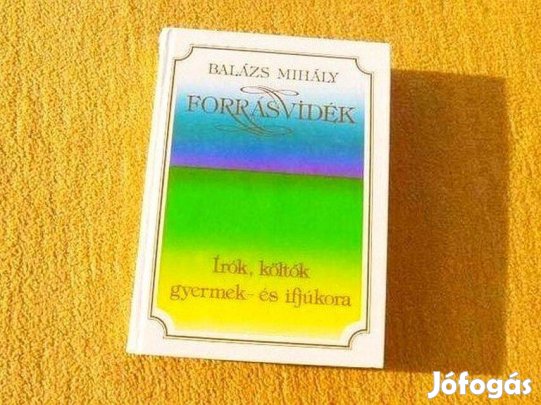 BALÁZS MIHÁLY
FORRÁSVIDÉK
Írók, költők
gyermek- és ifjúkora
Jófogás